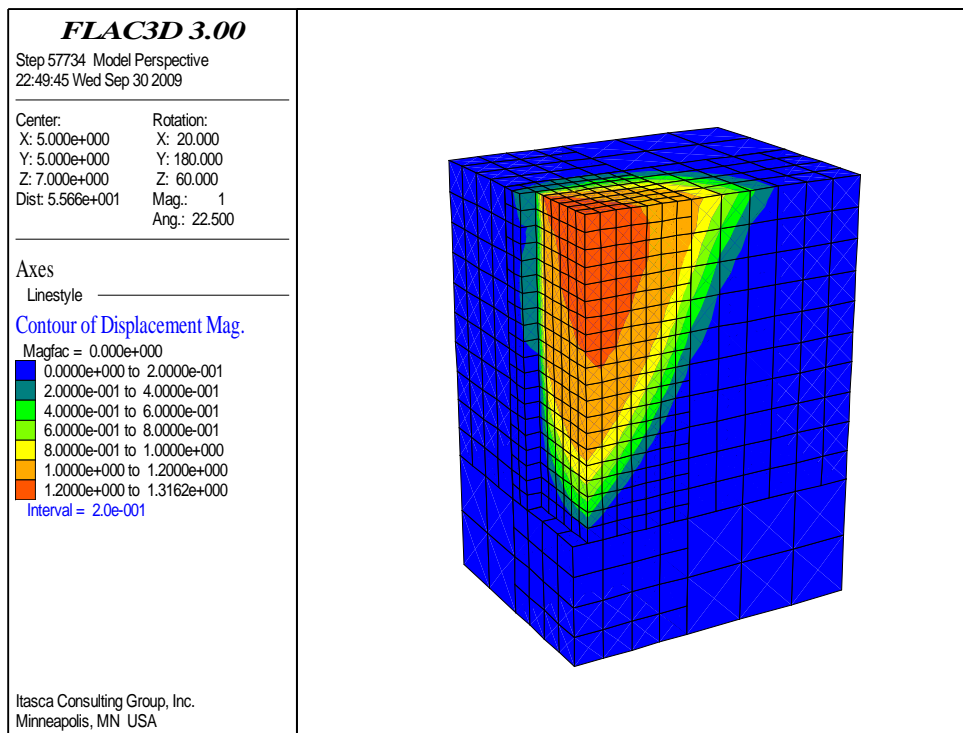 FLAC3D 3.00
Step 57734 Model Perspective
22:49:45 Wed Sep 30 2009
Center:
X: 5.000e+000
Y: 5.000e+000
Z: 7.000e+000
Dist: 5.566e+001
Rotation:
X: 20.000
Y: 180.000
Z: 60.000
Mag.: 1
Ang.: 22.500
Axes
Linestyle
Contour of Displacement Mag.
Magfac = 0.000e+000
0.0000e+000 to 2.0000e-001
2.0000e-001 to 4.0000e-001
4.0000e-001 to 6.0000e-001
6.0000e-001 to 8.0000e-001
8.0000e-001 to 1.0000e+000
1.0000e+000 to 1.2000e+000
1.2000e+000 to 1.3162e+000
Interval = 2.0e-001
Itasca Consulting Group, Inc.
Minneapolis, MN USA